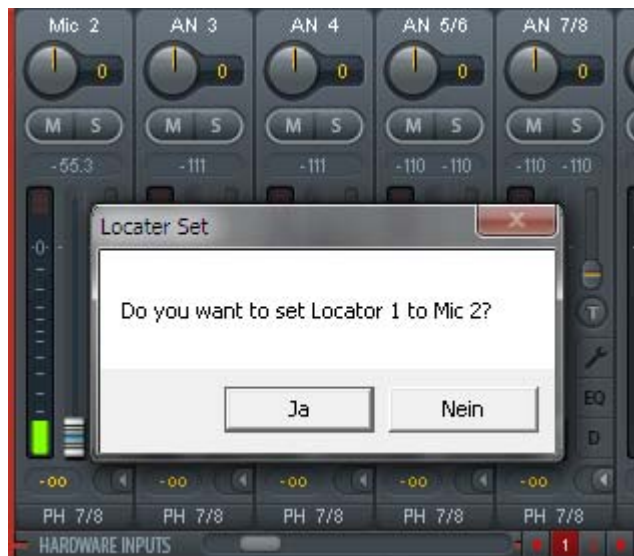 Mic 2 AN 3 AN 4 AN 5/6 AN 7/8
0 0 0 0 0
M S M S M S M S M S
-55.3 -111 -111 -110 -110 -110 -110
Locater Set
-0-
Do you want to set Locator 1 to Mic 2?
T
Ja Nein
EQ
D
-oo -oo -oo -oo -oo
PH 7/8 PH 7/8 PH 7/8 PH 7/8 PH 7/8
HARDWARE INPUTS 1